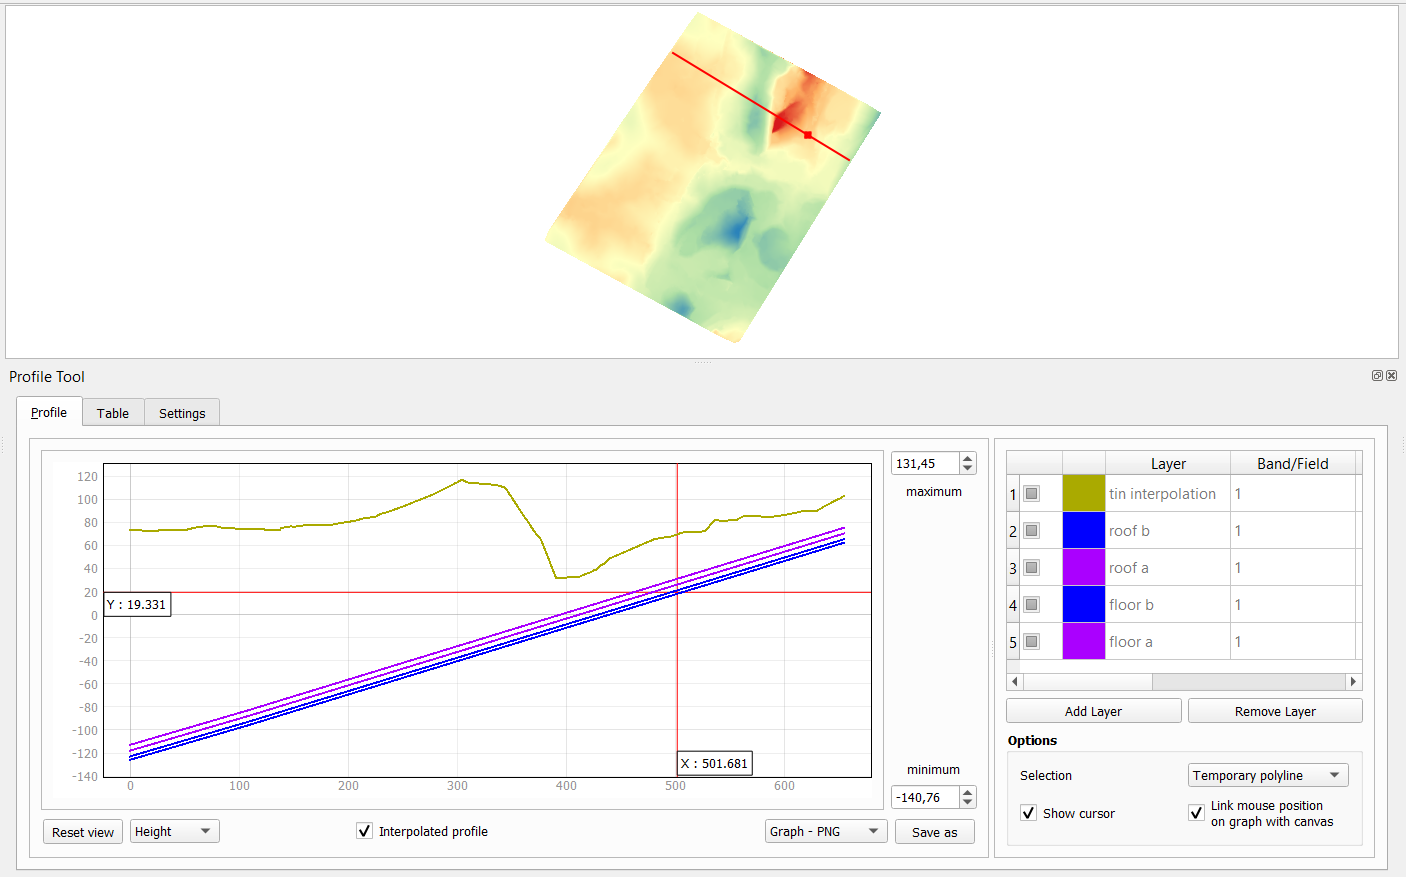 Profile Tool
Profile
Table
Settings
120
100
80
60
40
20
0
-20
-40
-60
-80
-100
-120
-140
Y : 19.331
X : 501.681
0
100
200
300
400
500
600
131,45
maximum
minimum
-140,76
Reset view
Height
Interpolated profile
Graph - PNG
Save as
Layer
Band/Field
1
tin interpolation
1
2
roof b
1
3
roof a
1
4
floor b
1
5
floor a
1
Add Layer
Remove Layer
Options
Selection
Temporary polyline
Show cursor
Link mouse position
on graph with canvas